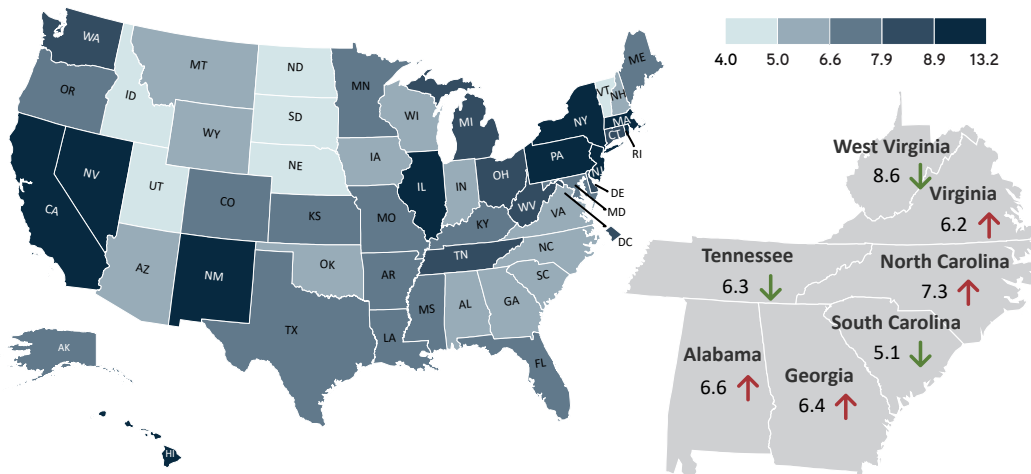 4.0 5.0 6.6 7.9 8.9 13.2
WA
MT
ND
MN
ME
OR
ID
SD
WI
VT
NH
WY
MI
NY
MA
CT
RI
NE
IA
PA
NJ
NV
UT
IL
IN
OH
DE
MD
CA
CO
KS
MO
WV
VA
DC
KY
AZ
NM
OK
AR
TN
NC
SC
TX
LA
MS
AL
GA
FL
AK
HI
West Virginia
8.6
Virginia
6.2
Tennessee
6.3
North Carolina
7.3
South Carolina
5.1
Alabama
6.6
Georgia
6.4